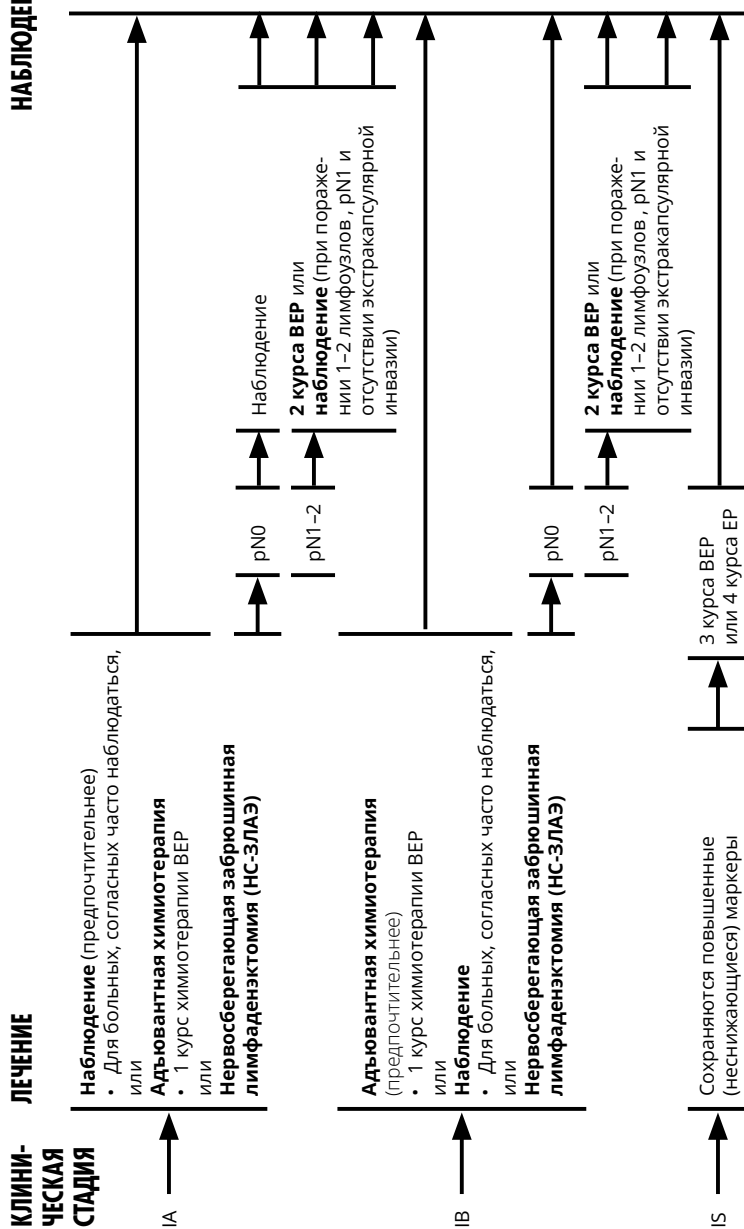 КЛИНИ-
ЧЕСКАЯ
СТАДИЯ
ЛЕЧЕНИЕ
НАБЛЮДЕ
IA
Наблюдение (предпочтительнее)
• Для больных, согласных часто наблюдаться,
или
Адъювантная химиотерапия
• 1 курс химиотерапии BEP
или
Нервосберегающая забрюшинная
лимфаденэктомия (НС-ЗЛАЭ)
pN0
Наблюдение
pN1–2
2 курса BEP или
наблюдение (при пораже-
нии 1–2 лимфоузлов , pN1 и
отсутствии экстракапсулярной
инвазии)
IB
Адъювантная химиотерапия
(предпочтительнее)
• 1 курс химиотерапии BEP
или
Наблюдение
• Для больных, согласных часто наблюдаться,
или
Нервосберегающая забрюшинная
лимфаденэктомия (НС-ЗЛАЭ)
pN0
pN1–2
2 курса BEP или
наблюдение (при пораже-
нии 1–2 лимфоузлов , pN1 и
отсутствии экстракапсулярной
инвазии)
IS
Сохраняются повышенные
(неснижающиеся) маркеры
3 курса BEP
или 4 курса EP